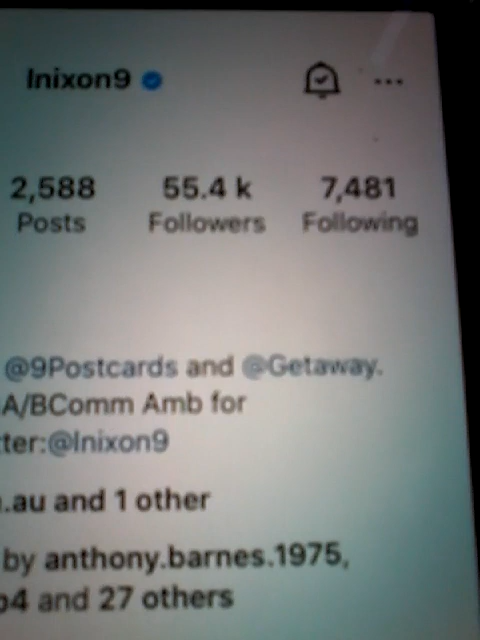 lnixon9
...
2,588 55.4 k 7,481
Posts Followers Following
@9Postcards and @Getaway.
A/BComm Amb for
ter:@lnixon9
.au and 1 other
by anthony.barnes.1975,
o4 and 27 others